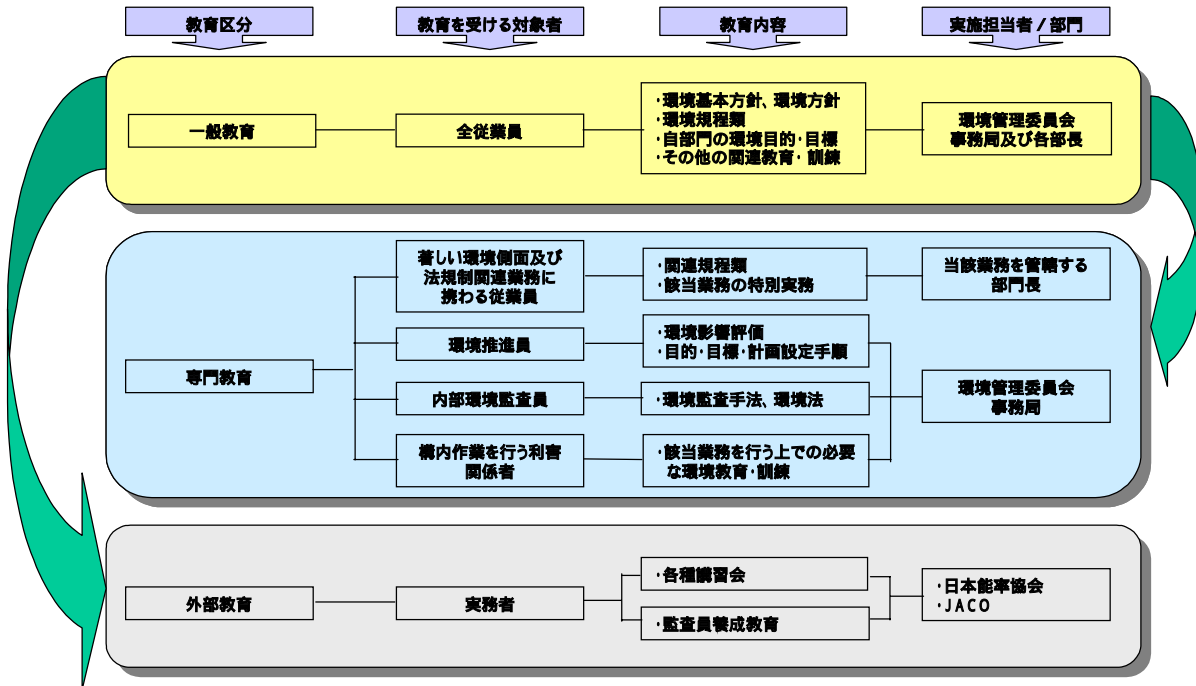 教育区分
教育を受ける対象者
教育内容
実施担当者 / 部門
一般教育
全従業員
・環境基本方針、環境方針
・環境規程類
・自部門の環境目的・目標
・その他の関連教育・訓練
環境管理委員会
事務局及び各部長
専門教育
著しい環境側面及び
法規制関連業務に
携わる従業員
・関連規程類
・該当業務の特別実務
当該業務を管轄する
部門長
環境推進員
・環境影響評価
・目的・目標・計画設定手順
内部環境監査員
・環境監査手法、環境法
環境管理委員会
事務局
構内作業を行う利害
関係者
・該当業務を行う上での必要
な環境教育・訓練
外部教育
実務者
・各種講習会
・監査員養成教育
・日本能率協会
・JACO